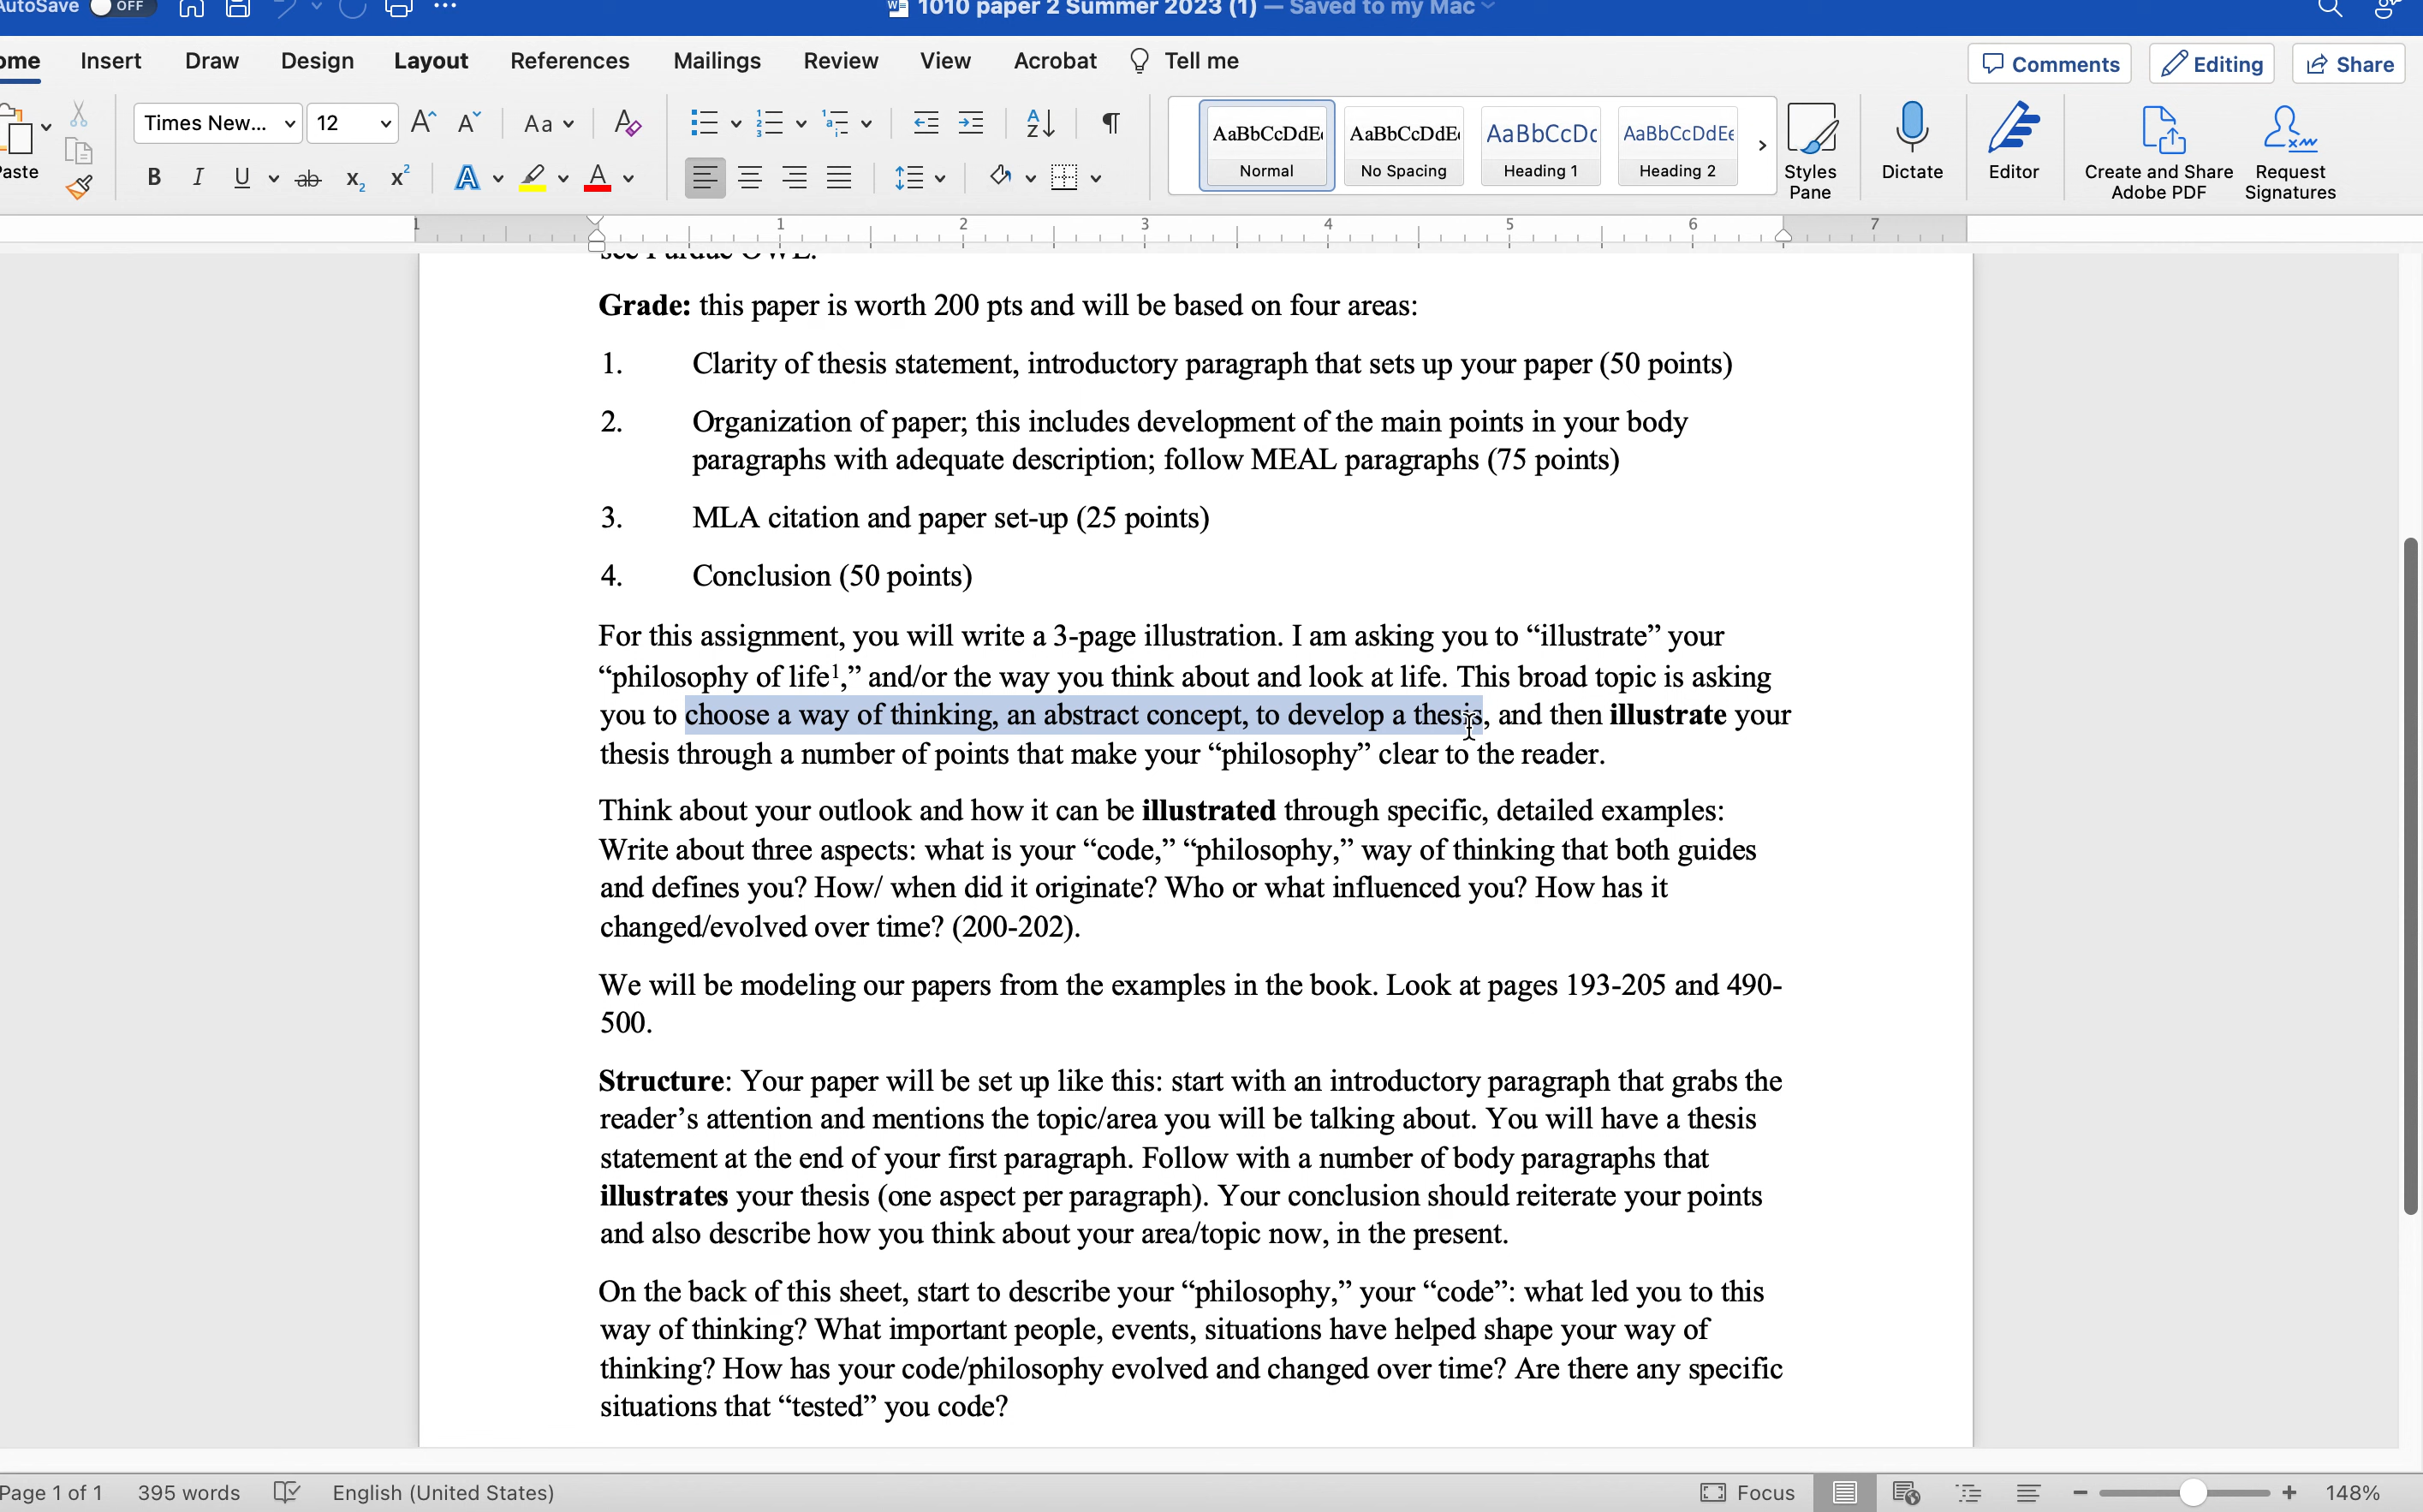 AutoSave OFF
1010 paper 2 Summer 2023 (1) — Saved to my Mac
ome Insert Draw Design Layout References Mailings Review View Acrobat Tell me Comments Editing Share
Paste
Times New... 12 Aa
AaBbCcDdE AaBbCcDdE AaBbCcDc AaBbCcDdEe
Normal No Spacing Heading 1 Heading 2
Styles Pane
Dictate
Editor
Create and Share Adobe PDF
Request Signatures
1 1 2 3 4 5 6 7
see Purdue OWL.
Grade: this paper is worth 200 pts and will be based on four areas:
1. Clarity of thesis statement, introductory paragraph that sets up your paper (50 points)
2. Organization of paper; this includes development of the main points in your body
paragraphs with adequate description; follow MEAL paragraphs (75 points)
3. MLA citation and paper set-up (25 points)
4. Conclusion (50 points)
For this assignment, you will write a 3-page illustration. I am asking you to “illustrate” your
“philosophy of life¹,” and/or the way you think about and look at life. This broad topic is asking
you to choose a way of thinking, an abstract concept, to develop a thesis, and then illustrate your
thesis through a number of points that make your “philosophy” clear to the reader.
Think about your outlook and how it can be illustrated through specific, detailed examples:
Write about three aspects: what is your “code,” “philosophy,” way of thinking that both guides
and defines you? How/ when did it originate? Who or what influenced you? How has it
changed/evolved over time? (200-202).
We will be modeling our papers from the examples in the book. Look at pages 193-205 and 490-
500.
Structure: Your paper will be set up like this: start with an introductory paragraph that grabs the
reader’s attention and mentions the topic/area you will be talking about. You will have a thesis
statement at the end of your first paragraph. Follow with a number of body paragraphs that
illustrates your thesis (one aspect per paragraph). Your conclusion should reiterate your points
and also describe how you think about your area/topic now, in the present.
On the back of this sheet, start to describe your “philosophy,” your “code”: what led you to this
way of thinking? What important people, events, situations have helped shape your way of
thinking? How has your code/philosophy evolved and changed over time? Are there any specific
situations that “tested” you code?
Page 1 of 1 395 words English (United States) Focus 148%